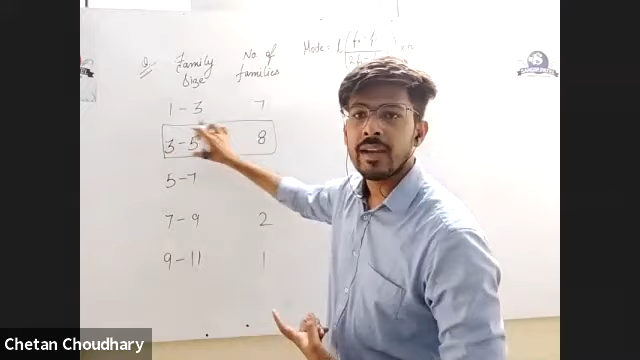 Q. Family Size No. of families
Mode = l
1 - 3 7
3 - 5 8
5 - 7
7 - 9 2
9 - 11 1
Chetan Choudhary